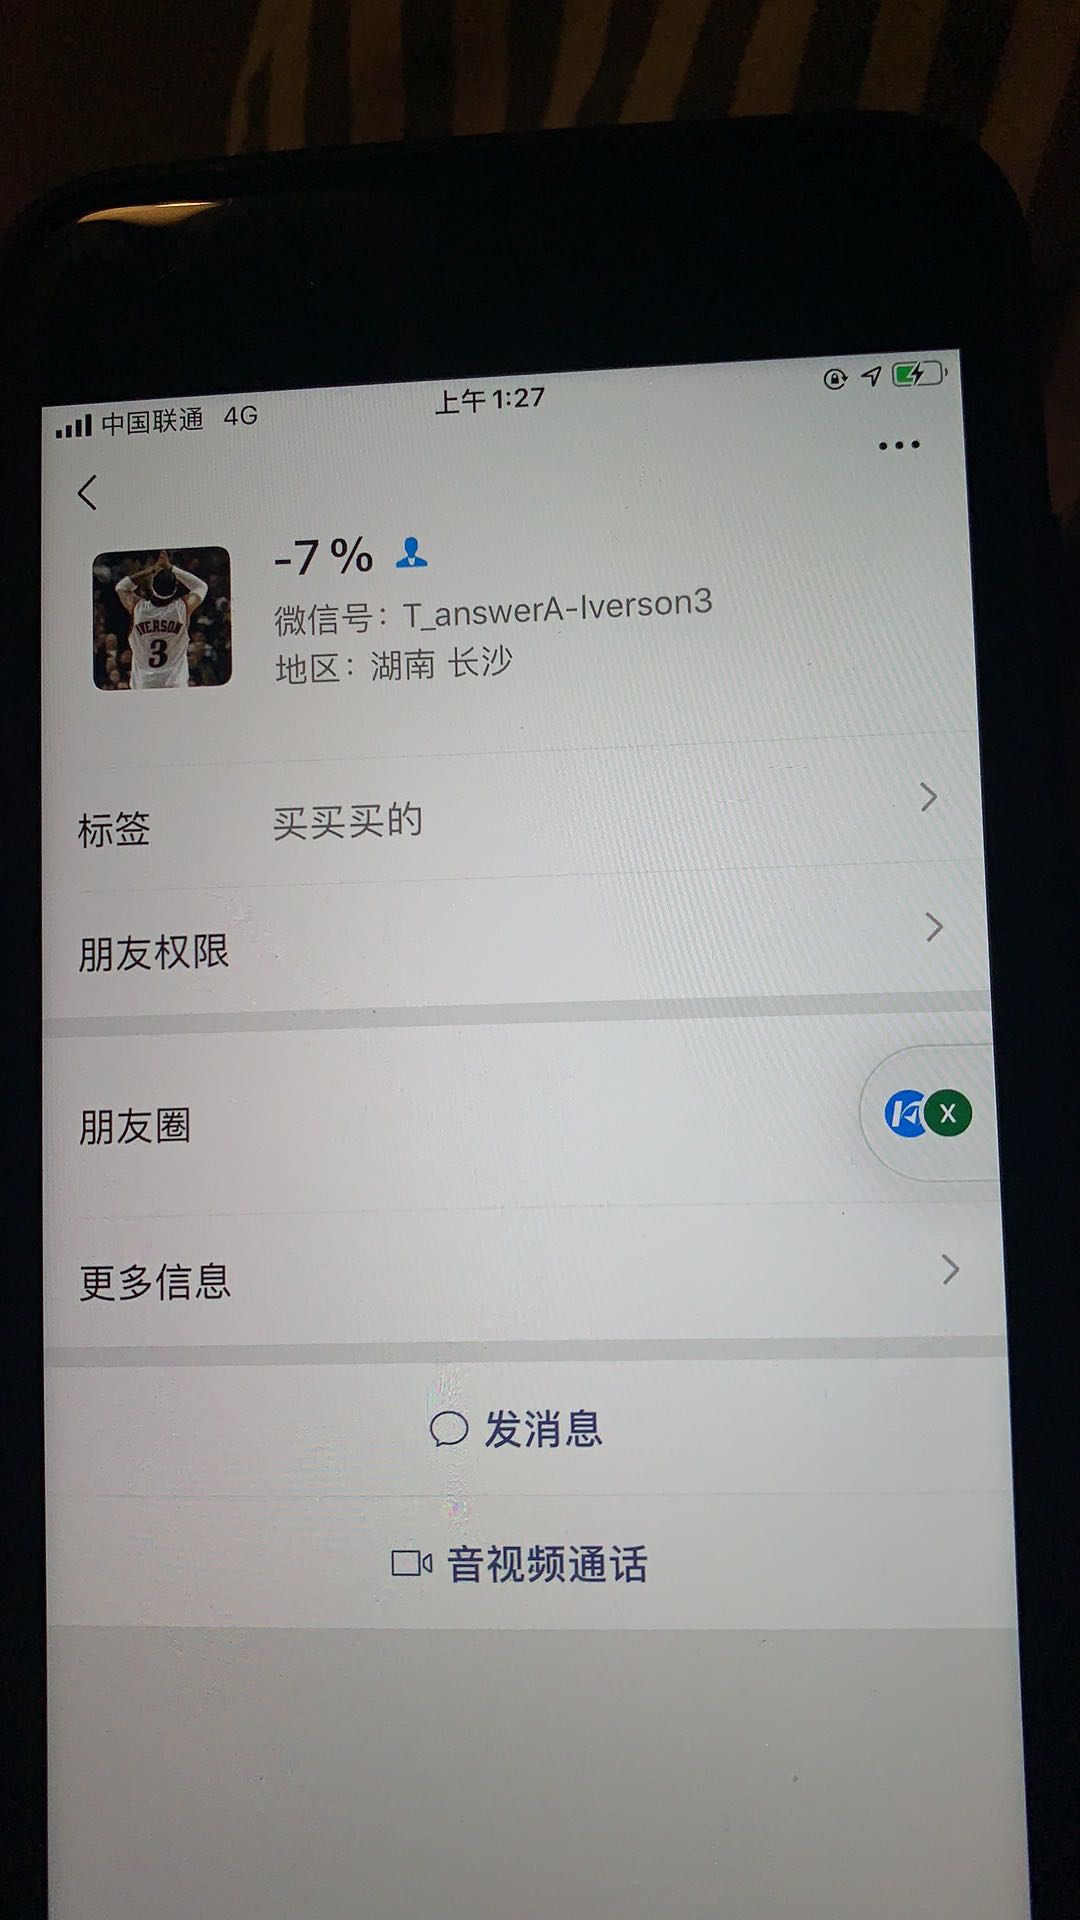 中国联通 4G 上午1:27
-7%
微信号：T_answerA-Iverson3
地区：湖南 长沙
IVERSON
3
标签 买买买的
朋友权限
朋友圈
X
更多信息
发消息
音视频通话